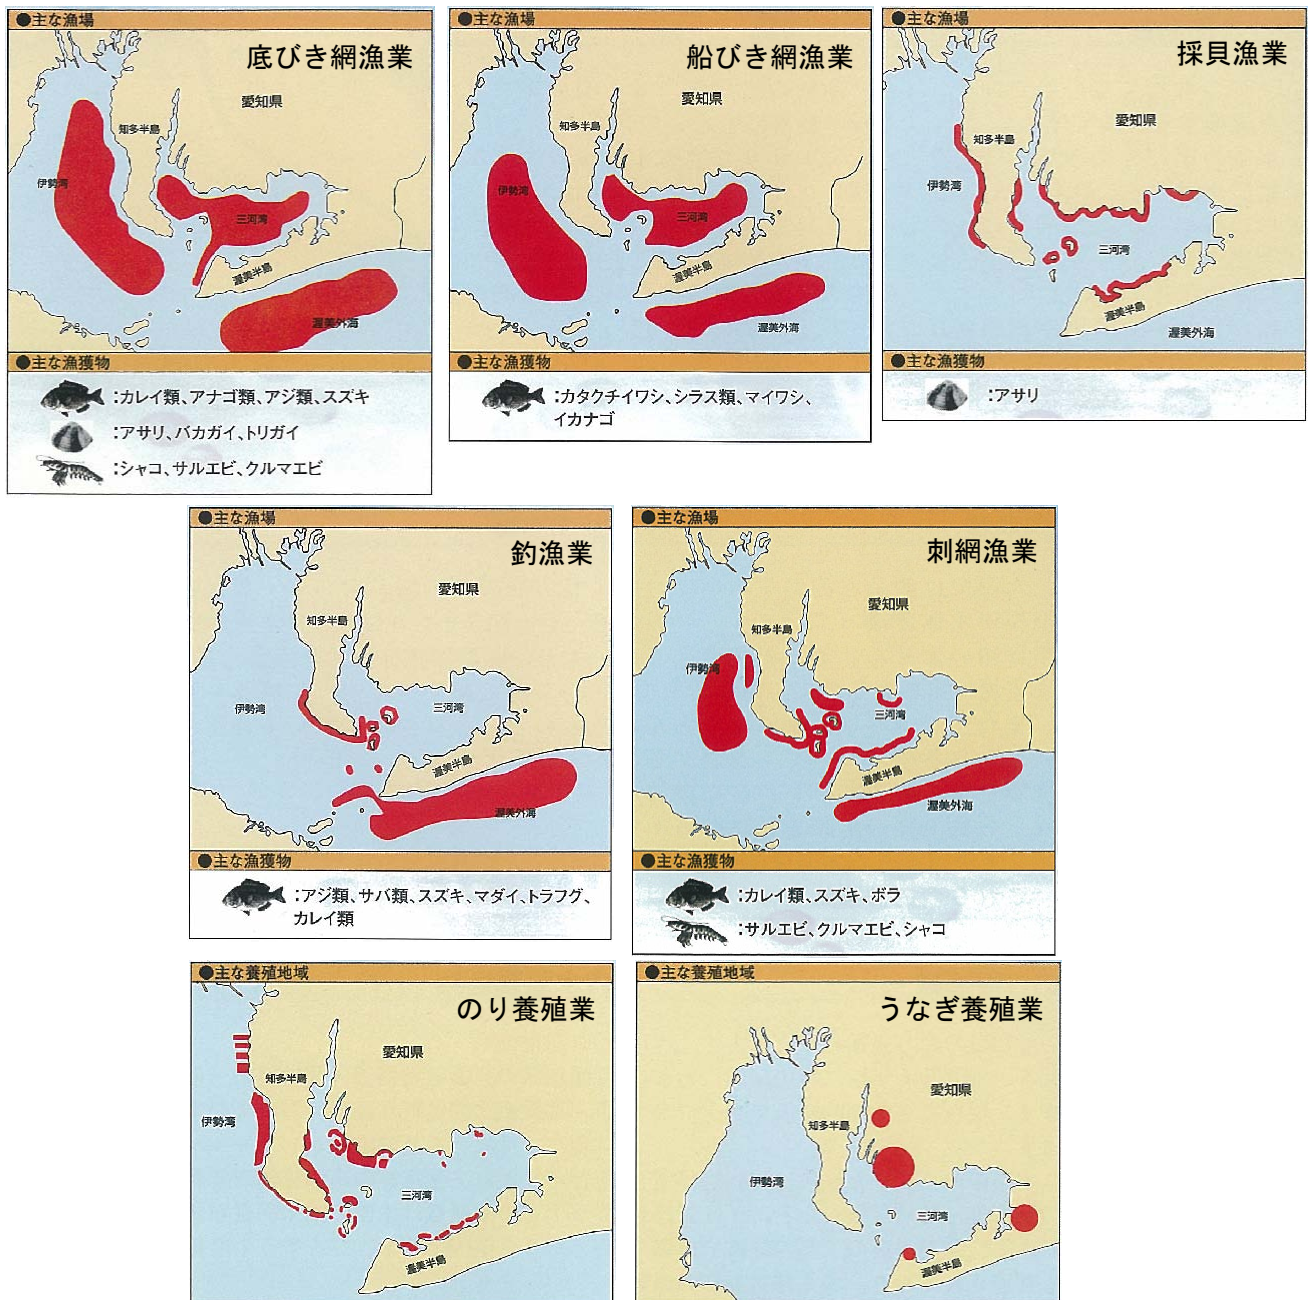 ●主な漁場
底びき網漁業
愛知県
知多半島
伊勢湾
三河湾
渥美半島
渥美外海
●主な漁獲物
:カレイ類、アナゴ類、アジ類、スズキ
:アサリ、バカガイ、トリガイ
:シャコ、サルエビ、クルマエビ
●主な漁場
船びき網漁業
愛知県
知多半島
伊勢湾
三河湾
渥美半島
渥美外海
●主な漁獲物
:カタクチイワシ、シラス類、マイワシ、
イカナゴ
●主な漁場
採貝漁業
愛知県
知多半島
伊勢湾
三河湾
渥美半島
渥美外海
●主な漁獲物
:アサリ
●主な漁場
釣漁業
愛知県
知多半島
伊勢湾
三河湾
渥美半島
渥美外海
●主な漁獲物
:アジ類、サバ類、スズキ、マダイ、トラフグ、
カレイ類
●主な漁場
刺網漁業
愛知県
知多半島
伊勢湾
三河湾
渥美半島
渥美外海
●主な漁獲物
:カレイ類、スズキ、ボラ
:サルエビ、クルマエビ、シャコ
●主な養殖地域
のり養殖業
愛知県
知多半島
伊勢湾
三河湾
渥美半島
●主な養殖地域
うなぎ養殖業
愛知県
知多半島
伊勢湾
三河湾
渥美半島